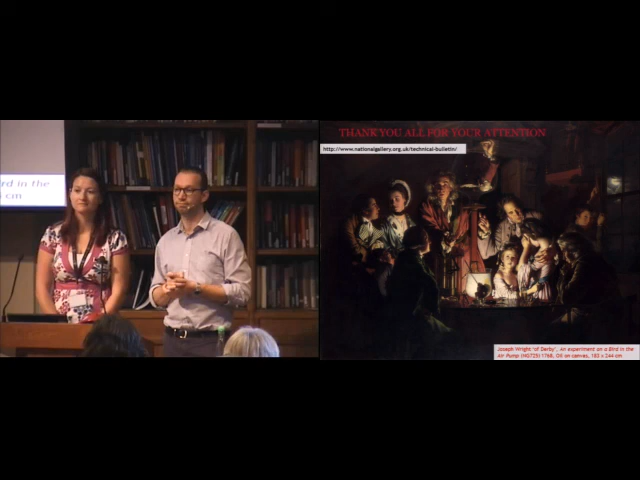 rd in the
cm
THANK YOU ALL FOR YOUR ATTENTION
http://www.nationalgallery.org.uk/technical-bulletin/
Joseph Wright 'of Derby', An experiment on a Bird in the
Air Pump (NG725) 1768, Oil on canvas, 183 x 244 cm